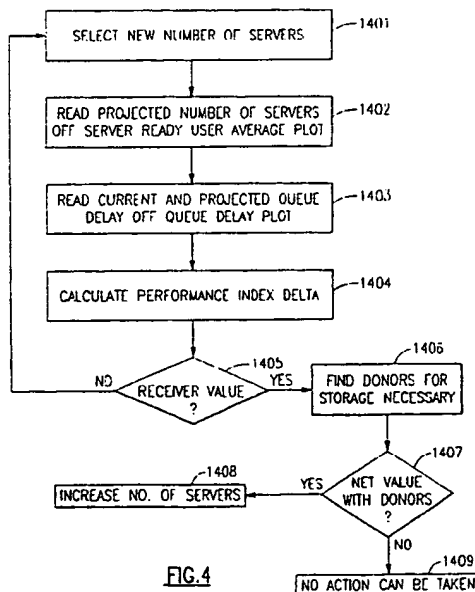 SELECT NEW NUMBER OF SERVERS
1401
READ PROJECTED NUMBER OF SERVERS
OFF SERVER READY USER AVERAGE PLOT
1402
READ CURRENT AND PROJECTED QUEUE
DELAY OFF QUEUE DELAY PLOT
1403
CALCULATE PERFORMANCE INDEX DELTA
1404
1405
NO
RECEIVER VALUE
?
YES
1406
FIND DONORS FOR
STORAGE NECESSARY
1407
1408
INCREASE NO. OF SERVERS
YES
NET VALUE
WITH DONORS
?
NO
1409
NO ACTION CAN BE TAKEN
FIG.4